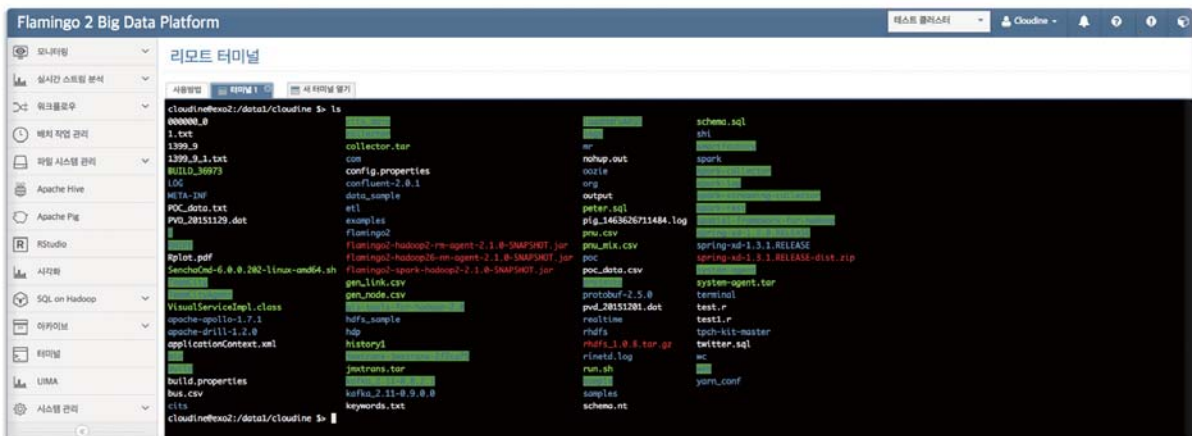 Flamingo 2 Big Data Platform
테스트 클러스터
Cloudine
모니터링
실시간 스트림 분석
워크플로우
배치 작업 관리
파일 시스템 관리
Apache Hive
Apache Pig
RStudio
시각화
SQL on Hadoop
아카이브
터미널
UIMA
시스템 관리
리모트 터미널
사용방법
터미널 1
새 터미널 열기
cloudine@exo2:/data1/cloudine $> ls
000000_0 schema.sql
1.txt shi
1399_9 collector.tar mr
1399_9_1.txt com nohup.out spark
BUILD_36973 config.properties oozie
LOG confluent-2.0.1 org
META-INF data_sample output
POC_data.txt etl peter.sql
PVD_20151129.dat examples pig_1463626711484.log
flamingo2 pnu.csv
flamingo2-hadoop2-rm-agent-2.1.0-SNAPSHOT.jar pnu_mix.csv spring-xd-1.3.1.RELEASE
Rplot.pdf flamingo2-hadoop26-rm-agent-2.1.0-SNAPSHOT.jar poc spring-xd-1.3.1.RELEASE-dist.zip
SenchaCmd-6.0.0.202-linux-amd64.sh flamingo2-spark-hadoop2-2.1.0-SNAPSHOT.jar poc_data.csv
gen_link.csv system-agent.tar
gen_node.csv protobuf-2.5.0 terminal
VisualServiceImpl.class pvd_20151201.dat test.r
apache-apollo-1.7.1 hdfs_sample realtime test1.r
apache-drill-1.2.0 hdp rhdfs tpch-kit-master
applicationContext.xml history1 rhdfs_1.0.8.tar.gz twitter.sql
rinetd.log wc
jmxtrans.tar run.sh
build.properties yarn_conf
bus.csv kafka_2.11-0.9.0.0 samples
cits keywords.txt schema.nt
cloudine@exo2:/data1/cloudine $>